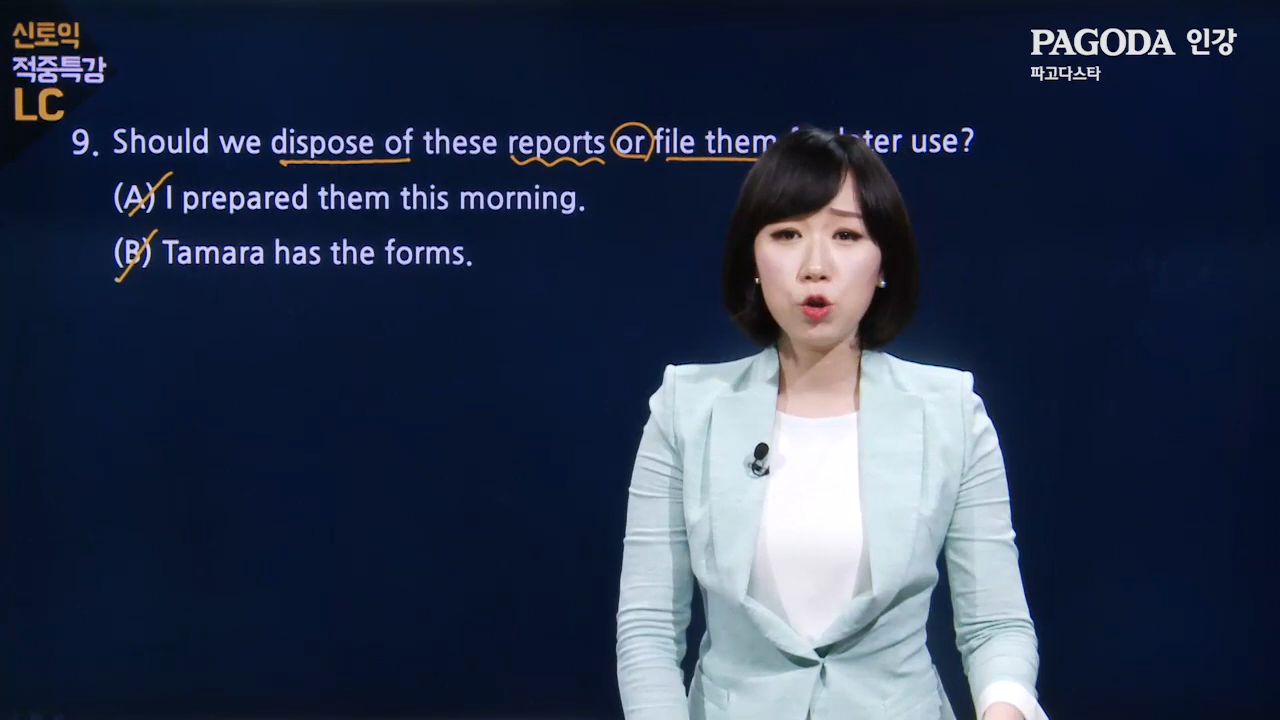 신토익
적중특강
LC
PAGODA 인강
파고다스타
9. Should we dispose of these reports or file them later use?
(A) I prepared them this morning.
(B) Tamara has the forms.